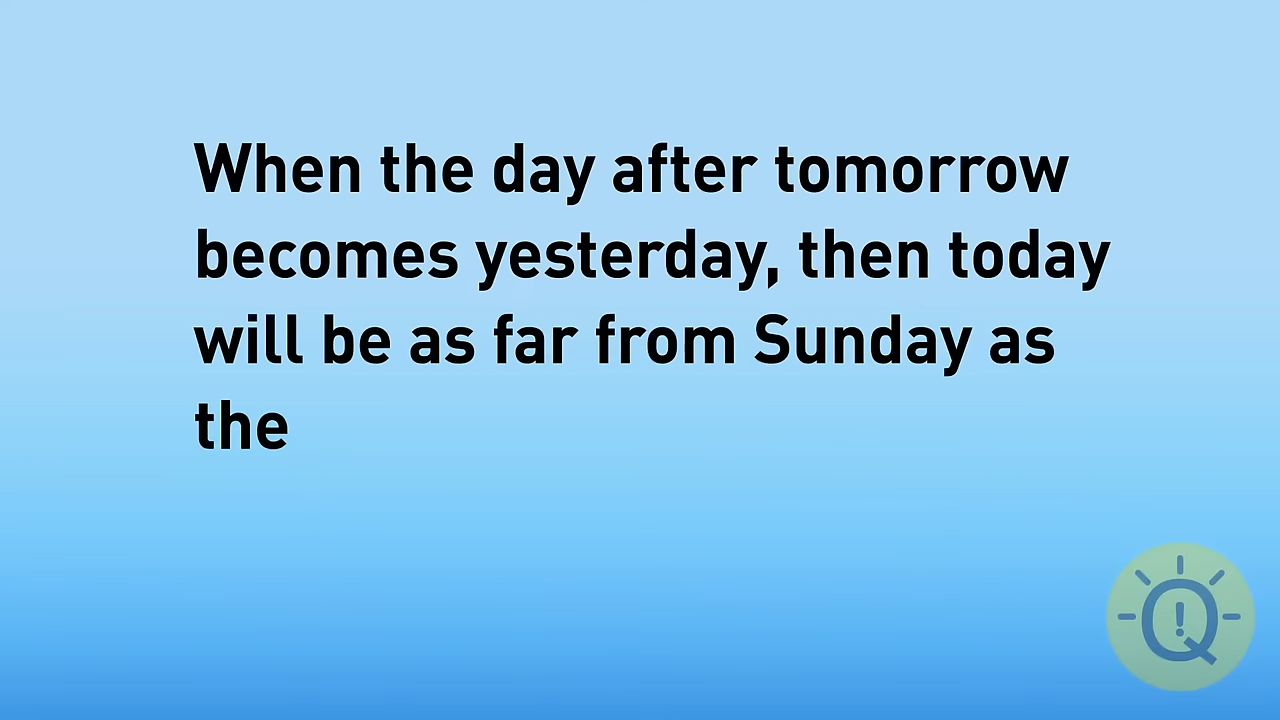 When the day after tomorrow
becomes yesterday, then today
will be as far from Sunday as
the
Q!